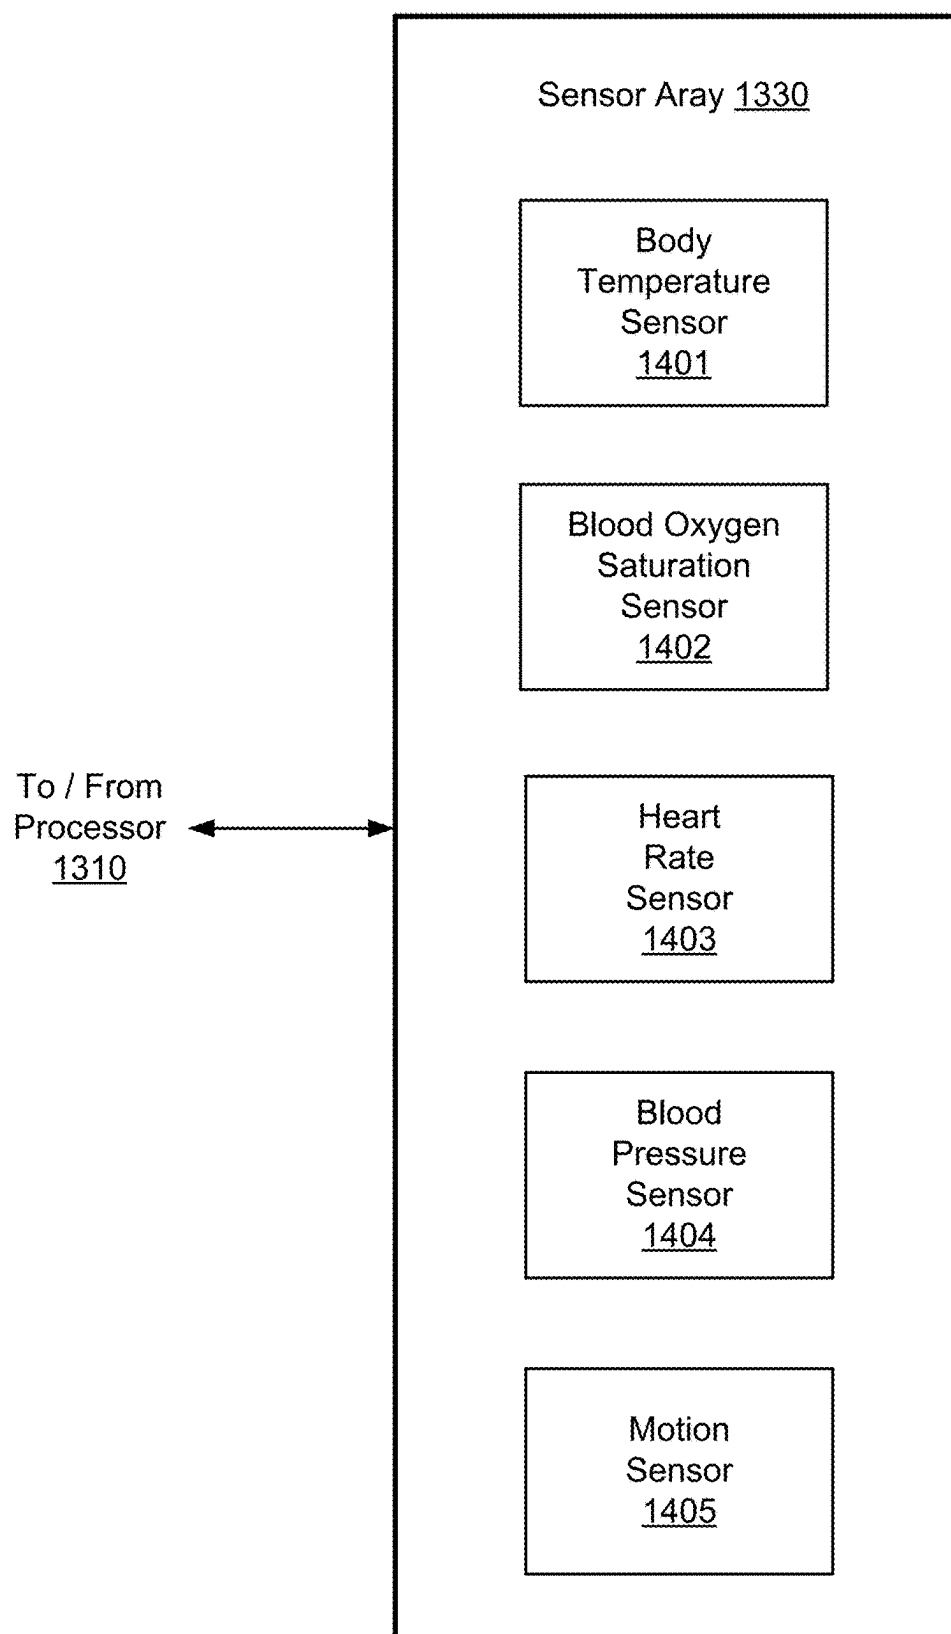 Sensor Aray 1330
Body
Temperature
Sensor
1401
Blood Oxygen
Saturation
Sensor
1402
To / From
Processor
1310
Heart
Rate
Sensor
1403
Blood
Pressure
Sensor
1404
Motion
Sensor
1405